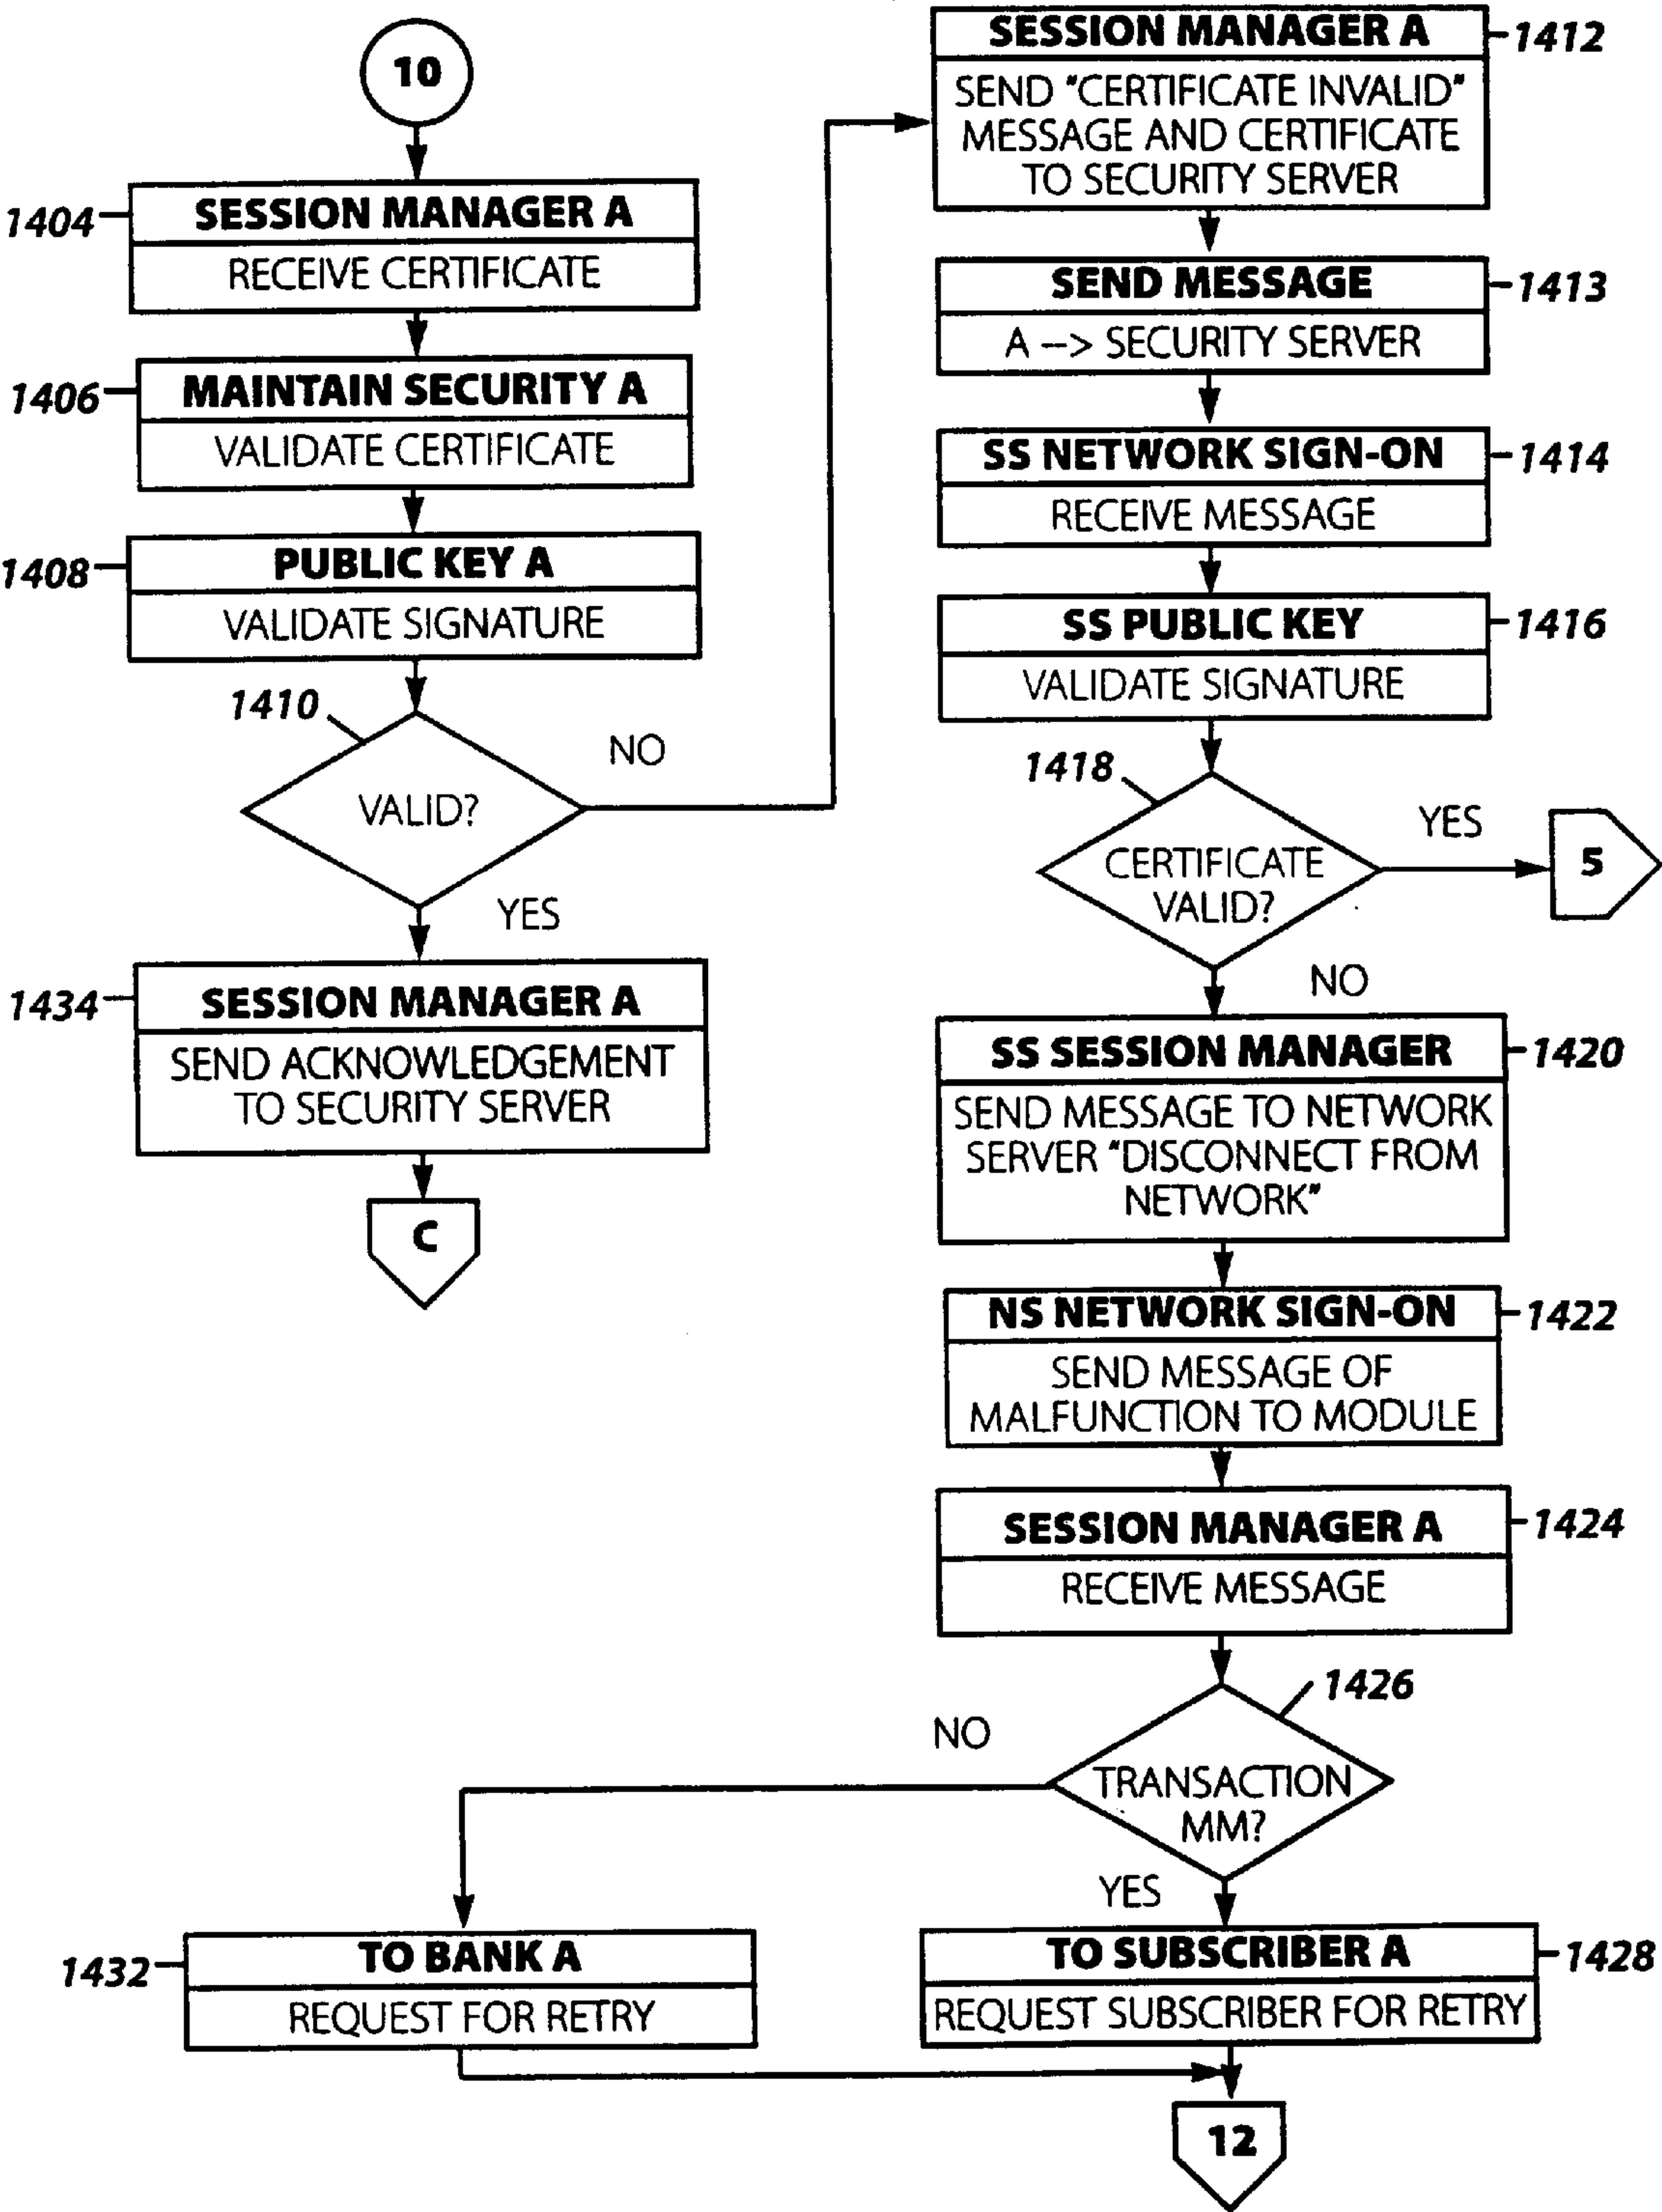 10
1404
SESSION MANAGER A
RECEIVE CERTIFICATE
1406
MAINTAIN SECURITY A
VALIDATE CERTIFICATE
1408
PUBLIC KEY A
VALIDATE SIGNATURE
1410
VALID?
NO
YES
1434
SESSION MANAGER A
SEND ACKNOWLEDGEMENT
TO SECURITY SERVER
C
SESSION MANAGER A
1412
SEND "CERTIFICATE INVALID"
MESSAGE AND CERTIFICATE
TO SECURITY SERVER
SEND MESSAGE
1413
A --> SECURITY SERVER
SS NETWORK SIGN-ON
1414
RECEIVE MESSAGE
SS PUBLIC KEY
1416
VALIDATE SIGNATURE
1418
CERTIFICATE
VALID?
YES
5
NO
SS SESSION MANAGER
1420
SEND MESSAGE TO NETWORK
SERVER "DISCONNECT FROM
NETWORK"
NS NETWORK SIGN-ON
1422
SEND MESSAGE OF
MALFUNCTION TO MODULE
SESSION MANAGER A
1424
RECEIVE MESSAGE
1426
TRANSACTION
MM?
NO
YES
1432
TO BANK A
REQUEST FOR RETRY
TO SUBSCRIBER A
1428
REQUEST SUBSCRIBER FOR RETRY
12